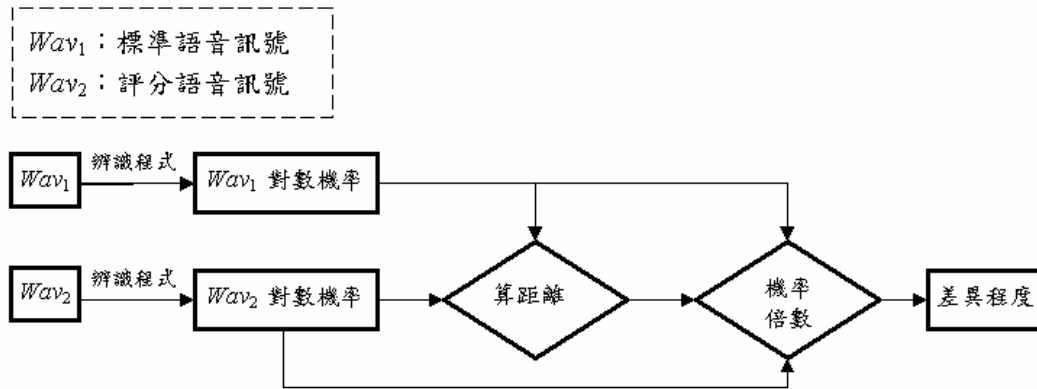 Wav₁：標準語音訊號
Wav₂：評分語音訊號
Wav₁
辨識程式
Wav₁ 對數機率
Wav₂
辨識程式
Wav₂ 對數機率
算距離
機率
倍數
差異程度